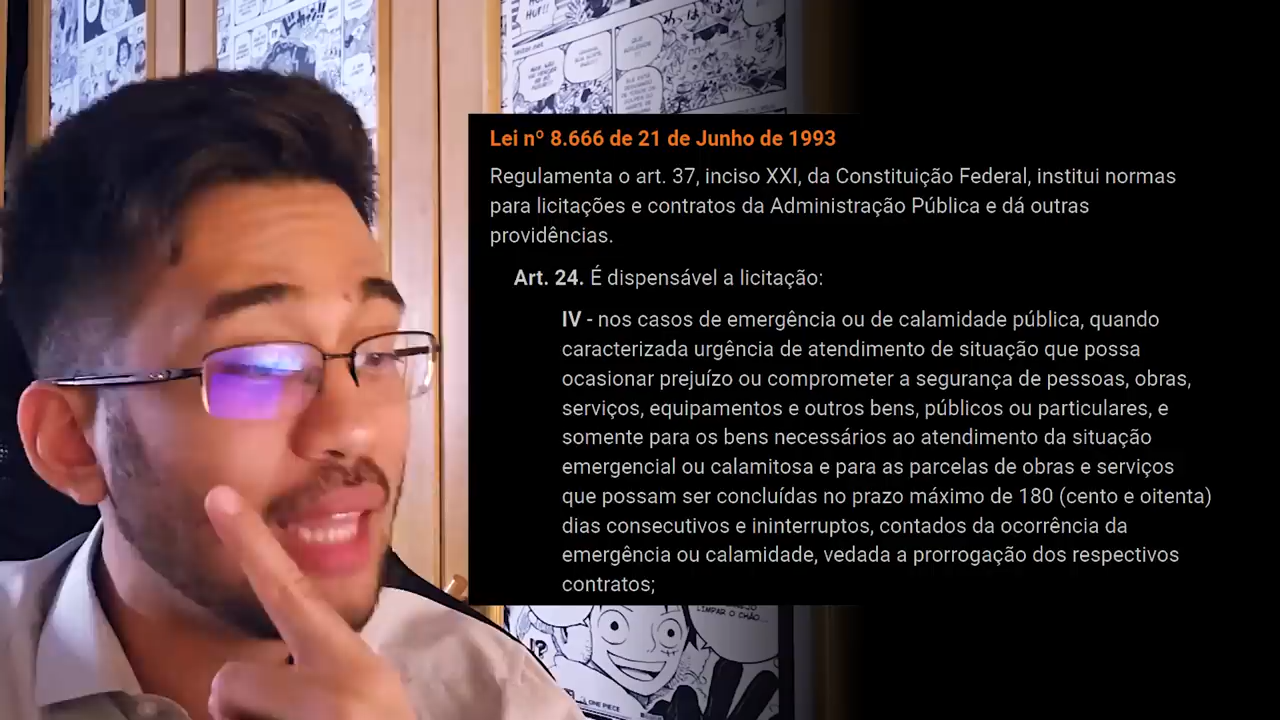 HUF!!
Lei nº 8.666 de 21 de Junho de 1993
Regulamenta o art. 37, inciso XXI, da Constituição Federal, institui normas
para licitações e contratos da Administração Pública e dá outras
providências.
Art. 24. É dispensável a licitação:
IV - nos casos de emergência ou de calamidade pública, quando
caracterizada urgência de atendimento de situação que possa
ocasionar prejuízo ou comprometer a segurança de pessoas, obras,
serviços, equipamentos e outros bens, públicos ou particulares, e
somente para os bens necessários ao atendimento da situação
emergencial ou calamitosa e para as parcelas de obras e serviços
que possam ser concluídas no prazo máximo de 180 (cento e oitenta)
dias consecutivos e ininterruptos, contados da ocorrência da
emergência ou calamidade, vedada a prorrogação dos respectivos
contratos;
LIMPAR O CHÃO...
!?
ONE PIECE